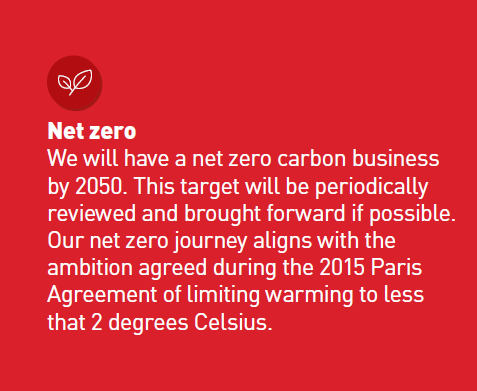 Net zero
We will have a net zero carbon business
by 2050. This target will be periodically
reviewed and brought forward if possible.
Our net zero journey aligns with the
ambition agreed during the 2015 Paris
Agreement of limiting warming to less
that 2 degrees Celsius.